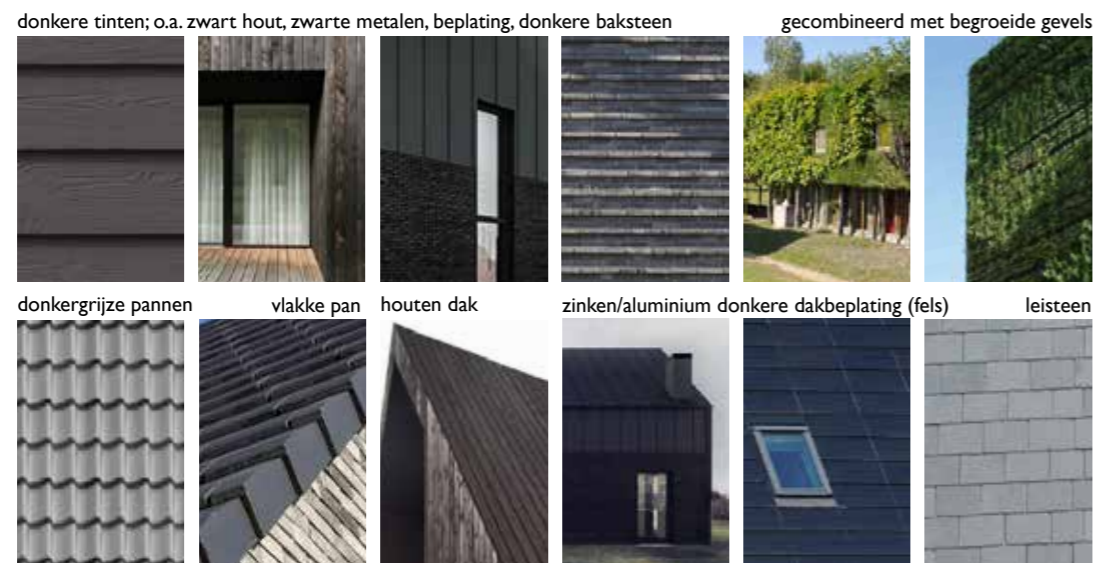 donkere tinten; o.a. zwart hout, zwarte metalen, beplating, donkere baksteen
gecombineerd met begroeide gevels
donkergrijze pannen
vlakke pan
houten dak
zinken/aluminium donkere dakbeplating (fels)
leisteen